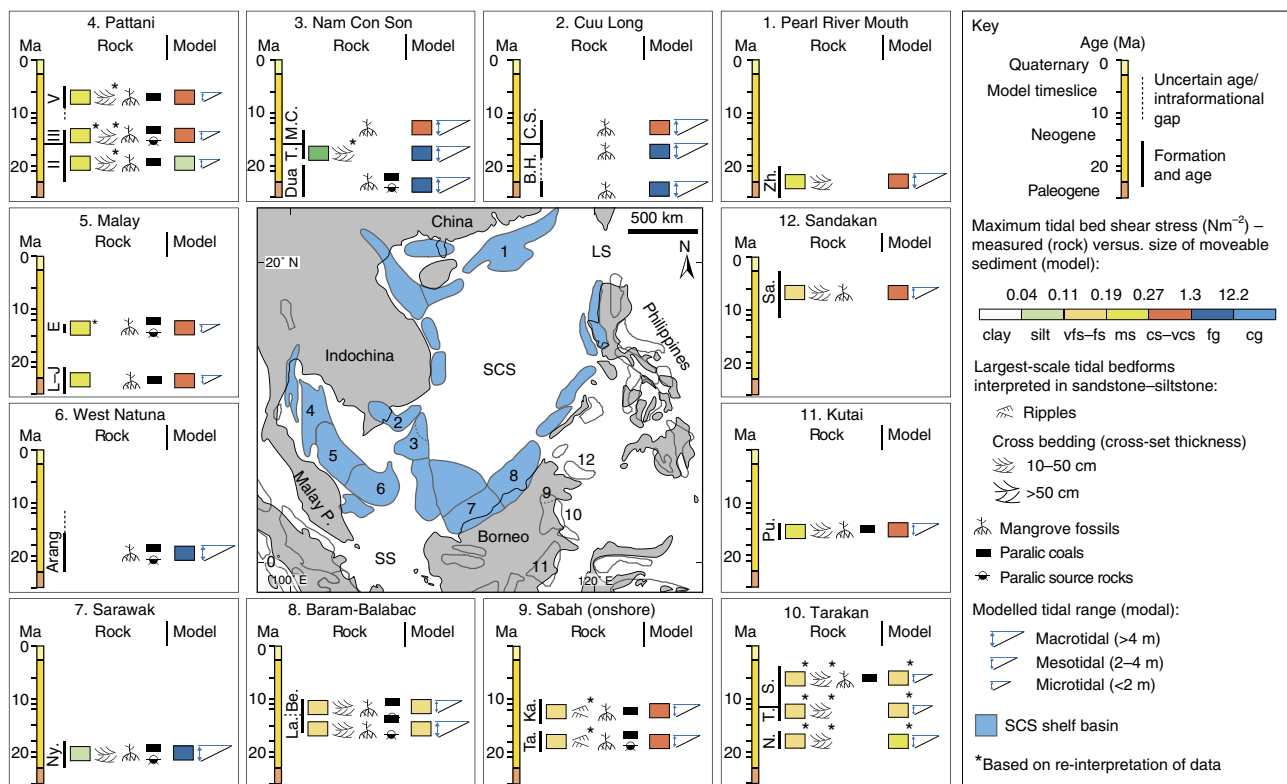 4. Pattani
Ma Rock Model
0
10
20
V
III
II
*
* *
*
3. Nam Con Son
Ma Rock Model
0
10
20
M.C.
T.
Dua
*
2. Cuu Long
Ma Rock Model
0
10
20
C.S.
B.H.
1. Pearl River Mouth
Ma Rock Model
0
10
20
Zh.
5. Malay
Ma Rock Model
0
10
20
E
L–J
*
12. Sandakan
Ma Rock Model
0
10
20
Sa.
6. West Natuna
Ma Rock Model
0
10
20
Arang
11. Kutai
Ma Rock Model
0
10
20
Pu.
7. Sarawak
Ma Rock Model
0
10
20
Ny.
8. Baram-Balabac
Ma Rock Model
0
10
20
Be.
La.
9. Sabah (onshore)
Ma Rock Model
0
10
20
Ka.
Ta.
*
*
10. Tarakan
Ma Rock Model
0
10
20
S.
T.
N.
* * *
* * *
* * *
China
500 km
N
20° N
1
LS
Philippines
Indochina
SCS
4
2
3
5
6
7
8
9
10
11
12
Malay P.
SS
Borneo
0°
100° E
120° E
Key
Age (Ma)
Quaternary
0
Model timeslice
10
Neogene
20
Paleogene
Uncertain age/
intraformational
gap
Formation
and age
Maximum tidal bed shear stress (Nm⁻²) –
measured (rock) versus. size of moveable
sediment (model):
0.04 0.11 0.19 0.27 1.3 12.2
clay silt vfs–fs ms cs–vcs fg cg
Largest-scale tidal bedforms
interpreted in sandstone–siltstone:
Ripples
Cross bedding (cross-set thickness)
10–50 cm
>50 cm
Mangrove fossils
Paralic coals
Paralic source rocks
Modelled tidal range (modal):
Macrotidal (>4 m)
Mesotidal (2–4 m)
Microtidal (<2 m)
SCS shelf basin
*Based on re-interpretation of data